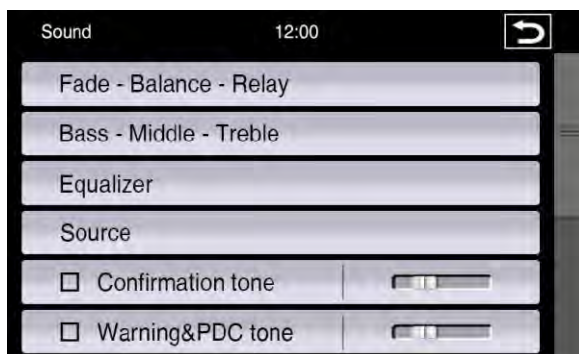 Sound 12:00
Fade - Balance - Relay
Bass - Middle - Treble
Equalizer
Source
Confirmation tone
Warning&PDC tone